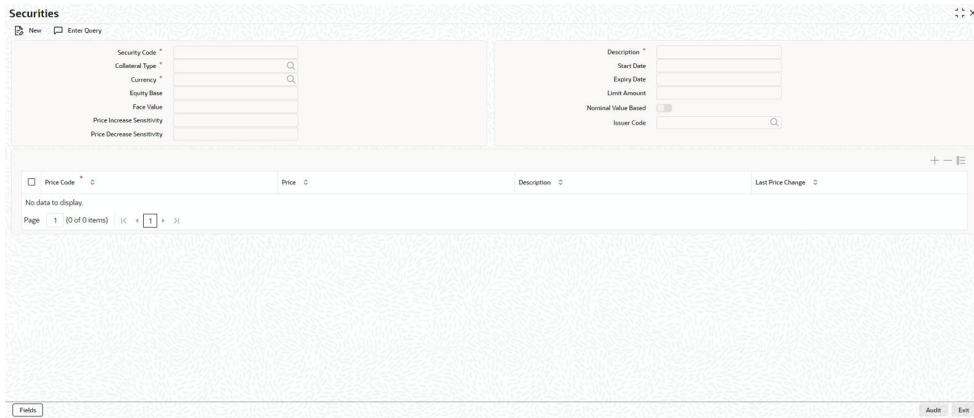 Securities
New Enter Query
Security Code *
Collateral Type *
Currency *
Equity Base
Face Value
Price Increase Sensitivity
Price Decrease Sensitivity
Description *
Start Date
Expiry Date
Limit Amount
Nominal Value Based
Issuer Code
Price Code * Price Description Last Price Change
No data to display.
Page 1 (0 of 0 items) 1
Fields Audit Exit